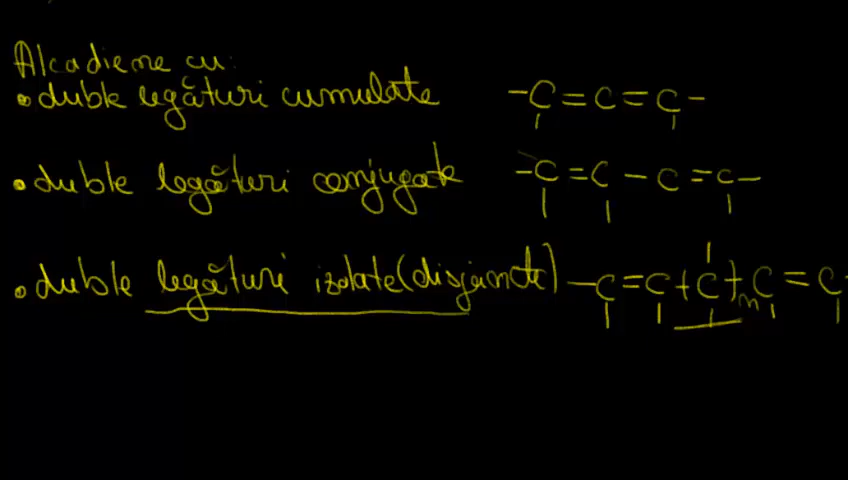 Alcadiene cu:
• duble legături cumulate -C=C=C-
• duble legături conjugate -C=C-C=C-
• duble legături izolate (disjuncte) -C=C+C+n C=C